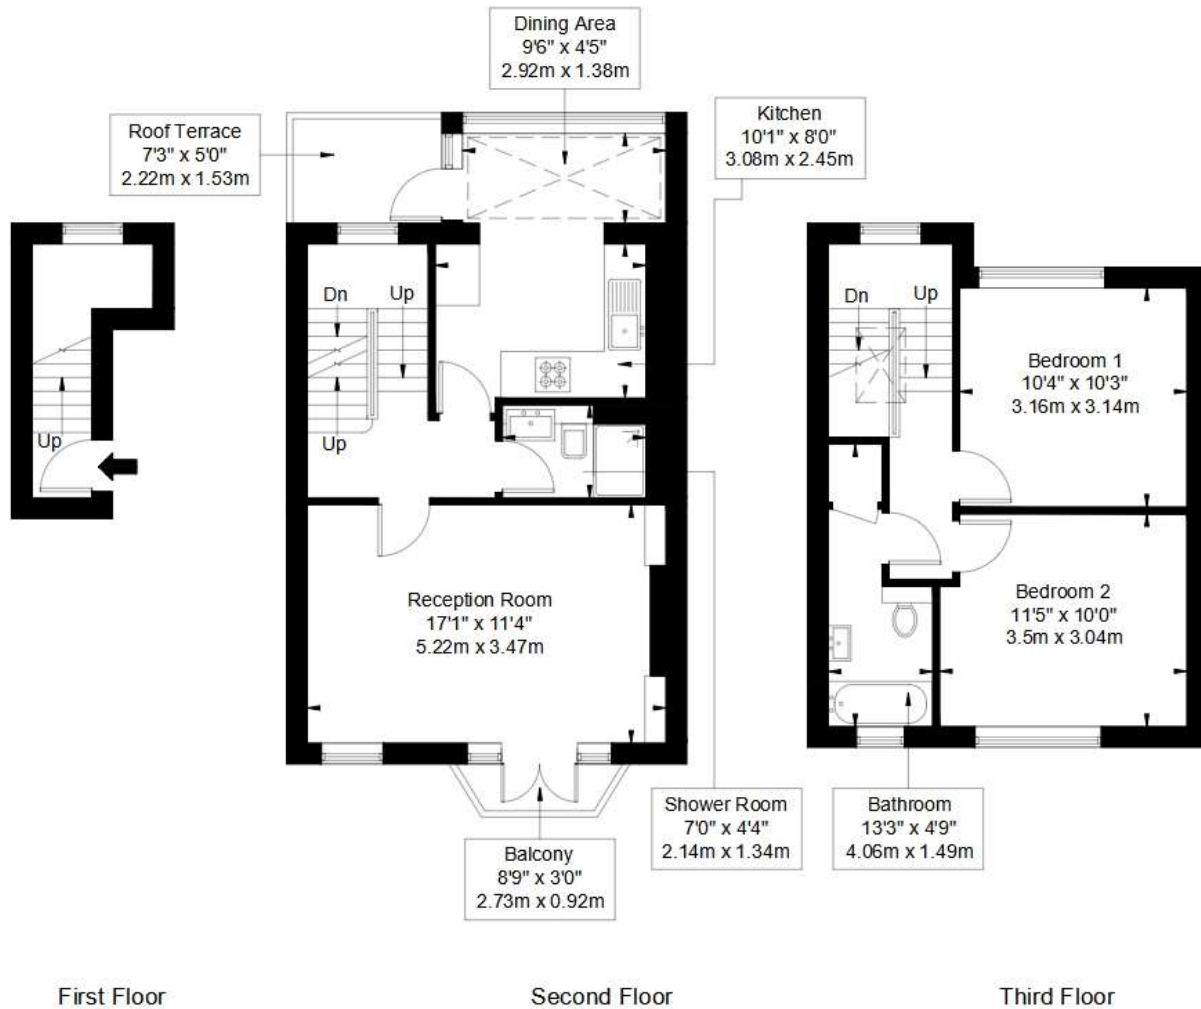 Dining Area
9'6" x 4'5"
2.92m x 1.38m
Kitchen
10'1" x 8'0"
3.08m x 2.45m
Roof Terrace
7'3" x 5'0"
2.22m x 1.53m
Up
Dn
Up
Up
Reception Room
17'1" x 11'4"
5.22m x 3.47m
Dn
Up
Bedroom 1
10'4" x 10'3"
3.16m x 3.14m
Bedroom 2
11'5" x 10'0"
3.5m x 3.04m
Shower Room
7'0" x 4'4"
2.14m x 1.34m
Bathroom
13'3" x 4'9"
4.06m x 1.49m
Balcony
8'9" x 3'0"
2.73m x 0.92m
First Floor
Second Floor
Third Floor